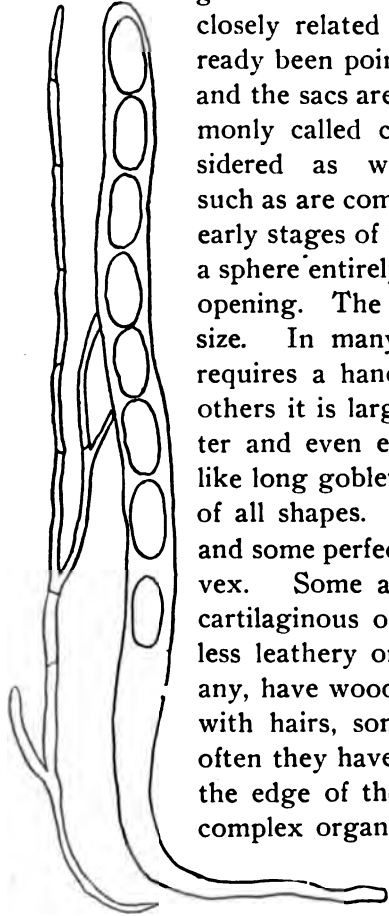 closely related
ready been poin
and the sacs are
monly called c
sidered as w
such as are com
early stages of
a sphere entirel
opening. The
size. In many
requires a hand
others it is larg
ter and even e
like long goble
of all shapes.
and some perfec
vex. Some a
cartilaginous o
less leathery or
any, have wood
with hairs, son
often they have
the edge of the
complex organ